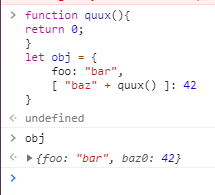 > function quux(){
return 0;
}
let obj = {
    foo: "bar",
    [ "baz" + quux() ]: 42
}
< undefined
> obj
< ▶ {foo: "bar", baz0: 42}
>